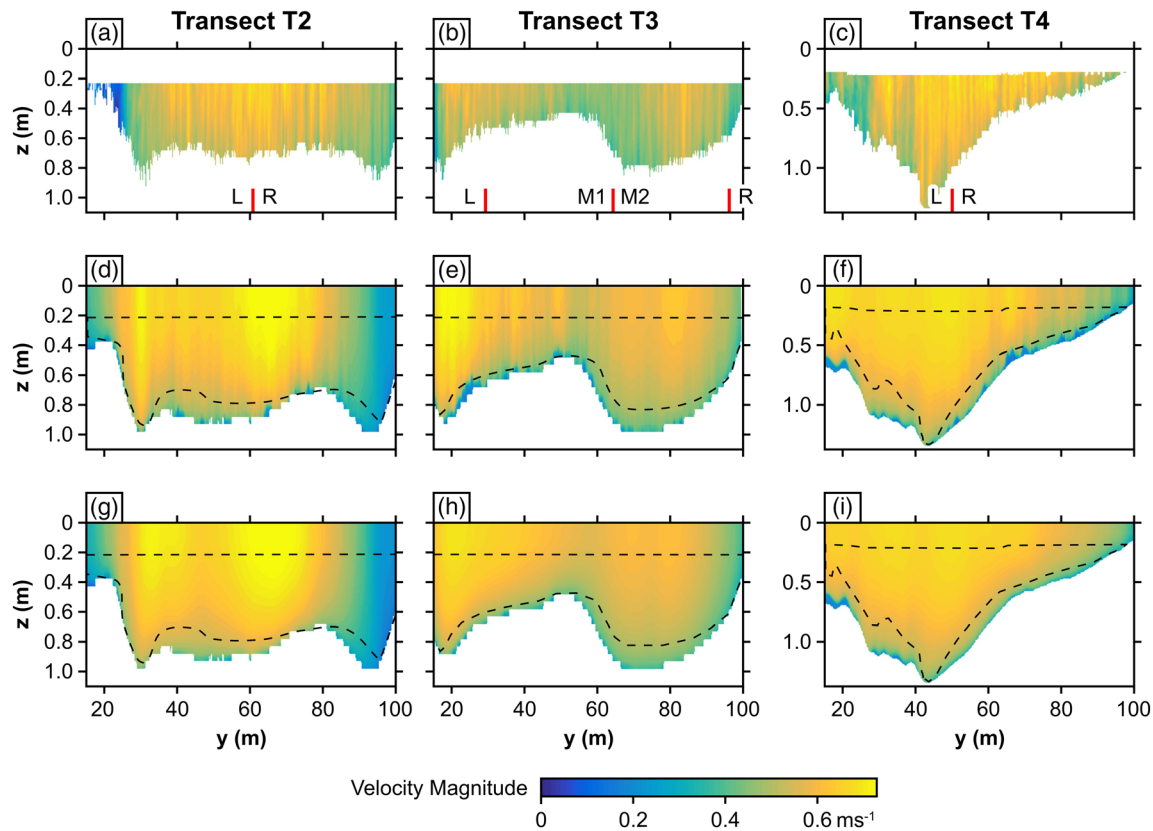 Transect T2
Transect T3
Transect T4
(a)
(b)
(c)
0
0.2
0.4
0.6
0.8
1.0
z (m)
L R
L M1 M2 R
0
0.5
1.0
L R
(d)
(e)
(f)
0
0.2
0.4
0.6
0.8
1.0
z (m)
0
0.5
1.0
(g)
(h)
(i)
0
0.2
0.4
0.6
0.8
1.0
z (m)
0
0.5
1.0
20 40 60 80 100
20 40 60 80 100
20 40 60 80 100
y (m)
y (m)
y (m)
Velocity Magnitude
0 0.2 0.4 0.6 ms-1